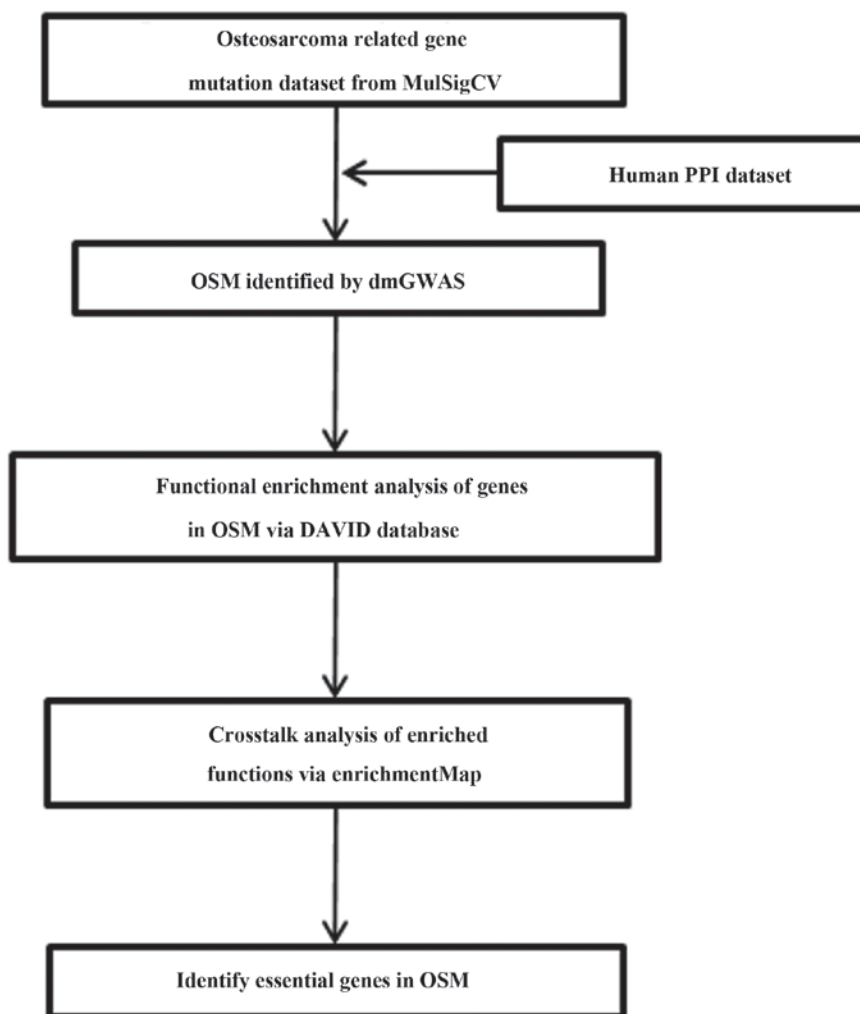 Osteosarcoma related gene
mutation dataset from MulSigCV
Human PPI dataset
OSM identified by dmGWAS
Functional enrichment analysis of genes
in OSM via DAVID database
Crosstalk analysis of enriched
functions via enrichmentMap
Identify essential genes in OSM